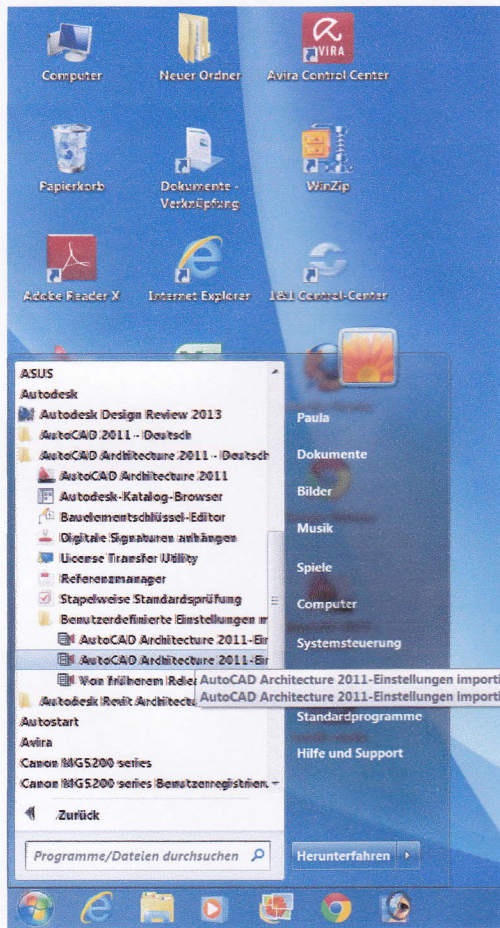 Computer
Neuer Ordner
AVIRA
Avira Control Center
Papierkorb
Dokumente -
Verknüpfung
WinZip
Adobe Reader X
Internet Explorer
1&1 Control-Center
ASUS
Autodesk
Autodesk Design Review 2013
AutoCAD 2011 - Deutsch
AutoCAD Architecture 2011 - Deutsch
AutoCAD Architecture 2011
Autodesk-Katalog-Browser
Bauelementschlüssel-Editor
Digitale Signaturen anhängen
License Transfer Utility
Referenzmanager
Stapelweise Standardsprüfung
Benutzerdefinierte Einstellungen m
AutoCAD Architecture 2011-Ein
AutoCAD Architecture 2011-Ein
Von früherem Relea
AutoCAD Architecture 2011-Einstellungen importi
AutoCAD Architecture 2011-Einstellungen importi
Autodesk Revit Architectu
Autostart
Avira
Canon MG5200 series
Canon MG5200 series Benutzerregistrien
Zurück
Programme/Dateien durchsuchen
Paula
Dokumente
Bilder
Musik
Spiele
Computer
Systemsteuerung
Standardprogramme
Hilfe und Support
Herunterfahren